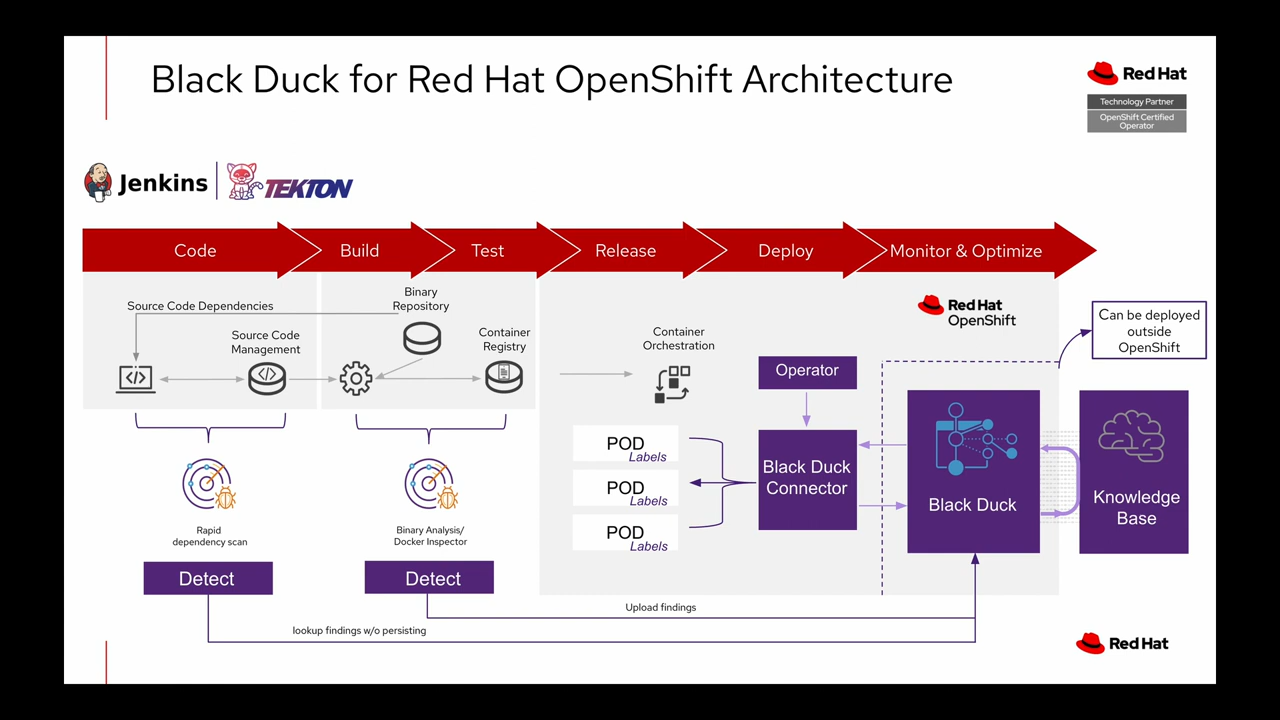 Black Duck for Red Hat OpenShift Architecture
Red Hat
Technology Partner
OpenShift Certified
Operator
Jenkins
TEKTON
Code
Build
Test
Release
Deploy
Monitor & Optimize
Source Code Dependencies
Source Code
Management
Binary
Repository
Container
Registry
Container
Orchestration
Red Hat
OpenShift
Can be deployed
outside
OpenShift
Operator
POD
Labels
POD
Labels
POD
Labels
Black Duck
Connector
Black Duck
Knowledge
Base
Rapid
dependency scan
Binary Analysis/
Docker Inspector
Detect
Detect
Upload findings
lookup findings w/o persisting
Red Hat